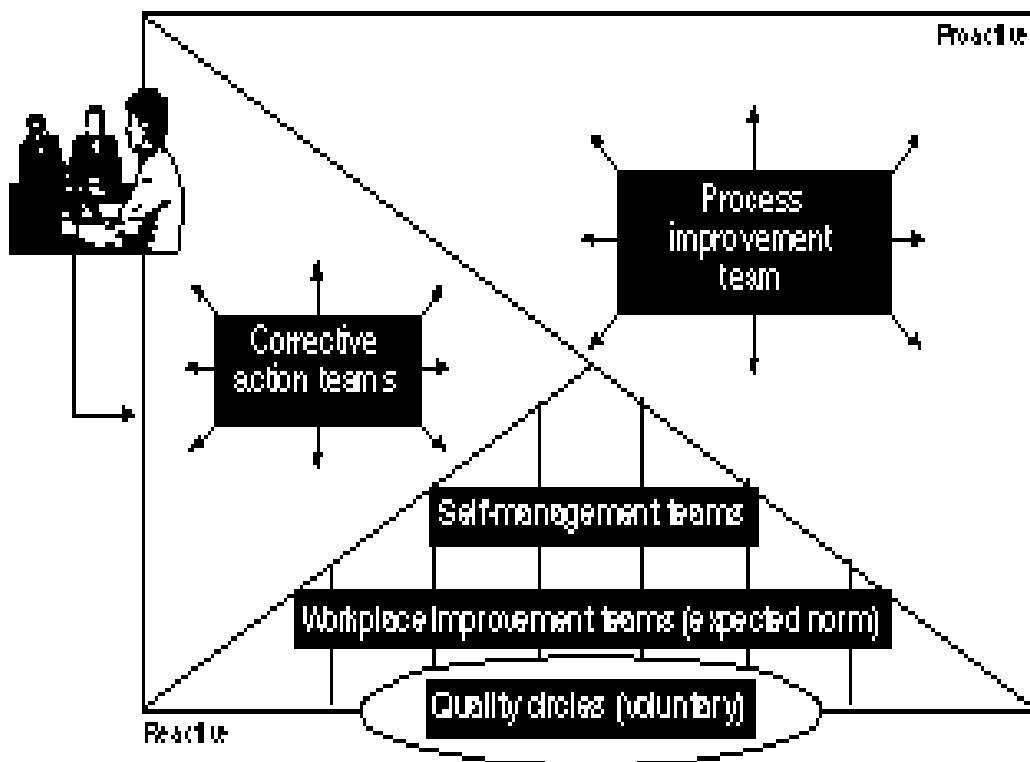 Proactive
Process
improvement
team
Corrective
action teams
Self-management teams
Workplace Improvement teams (expected norm)
Quality circles (voluntary)
Reactive